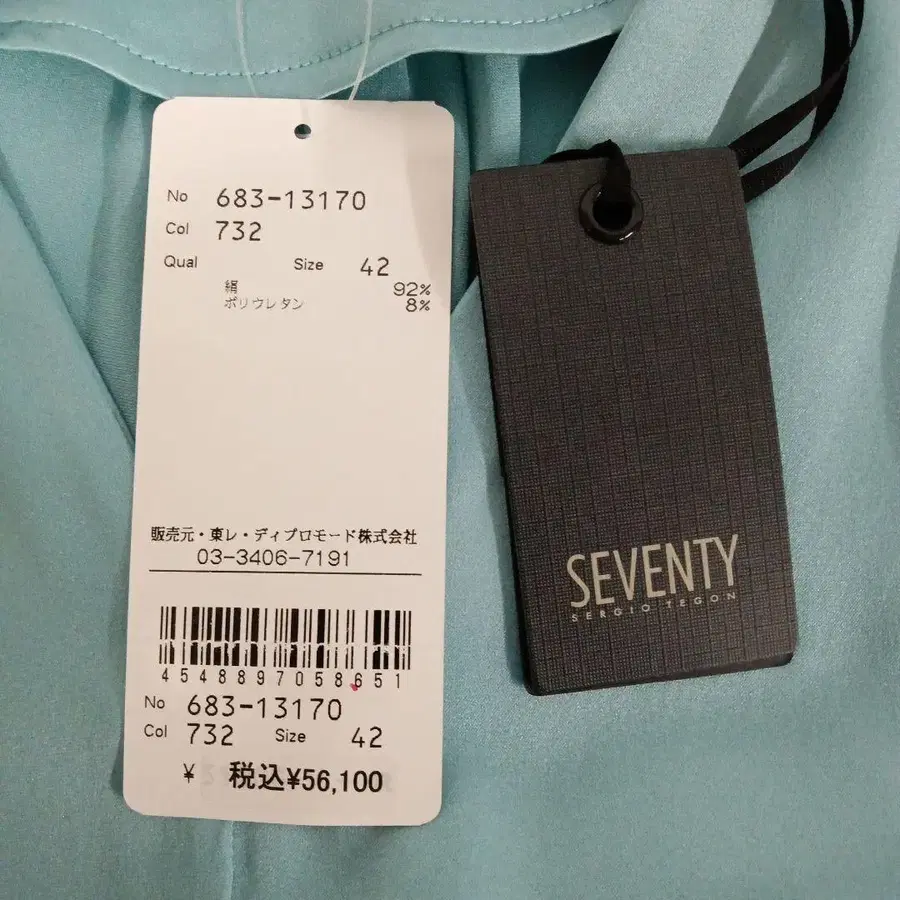 No 683-13170
Col 732
Qual Size 42
絹 92%
ポリウレタン 8%
販売元・東レ・ディプロモード株式会社
03-3406-7191
4548897058651
No 683-13170
Col 732 Size 42
¥ 税込¥56,100
SEVENTY
SERGIO TEGON